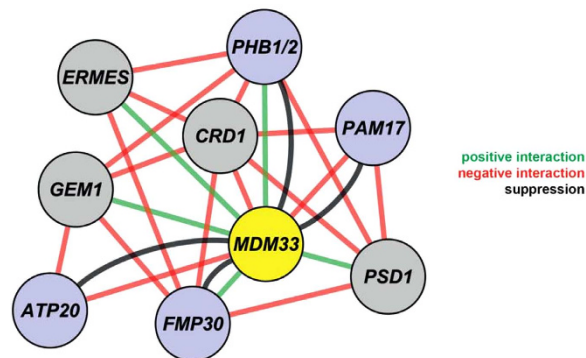 PHB1/2
ERMES
CRD1
PAM17
positive interaction
negative interaction
suppression
GEM1
MDM33
PSD1
ATP20
FMP30